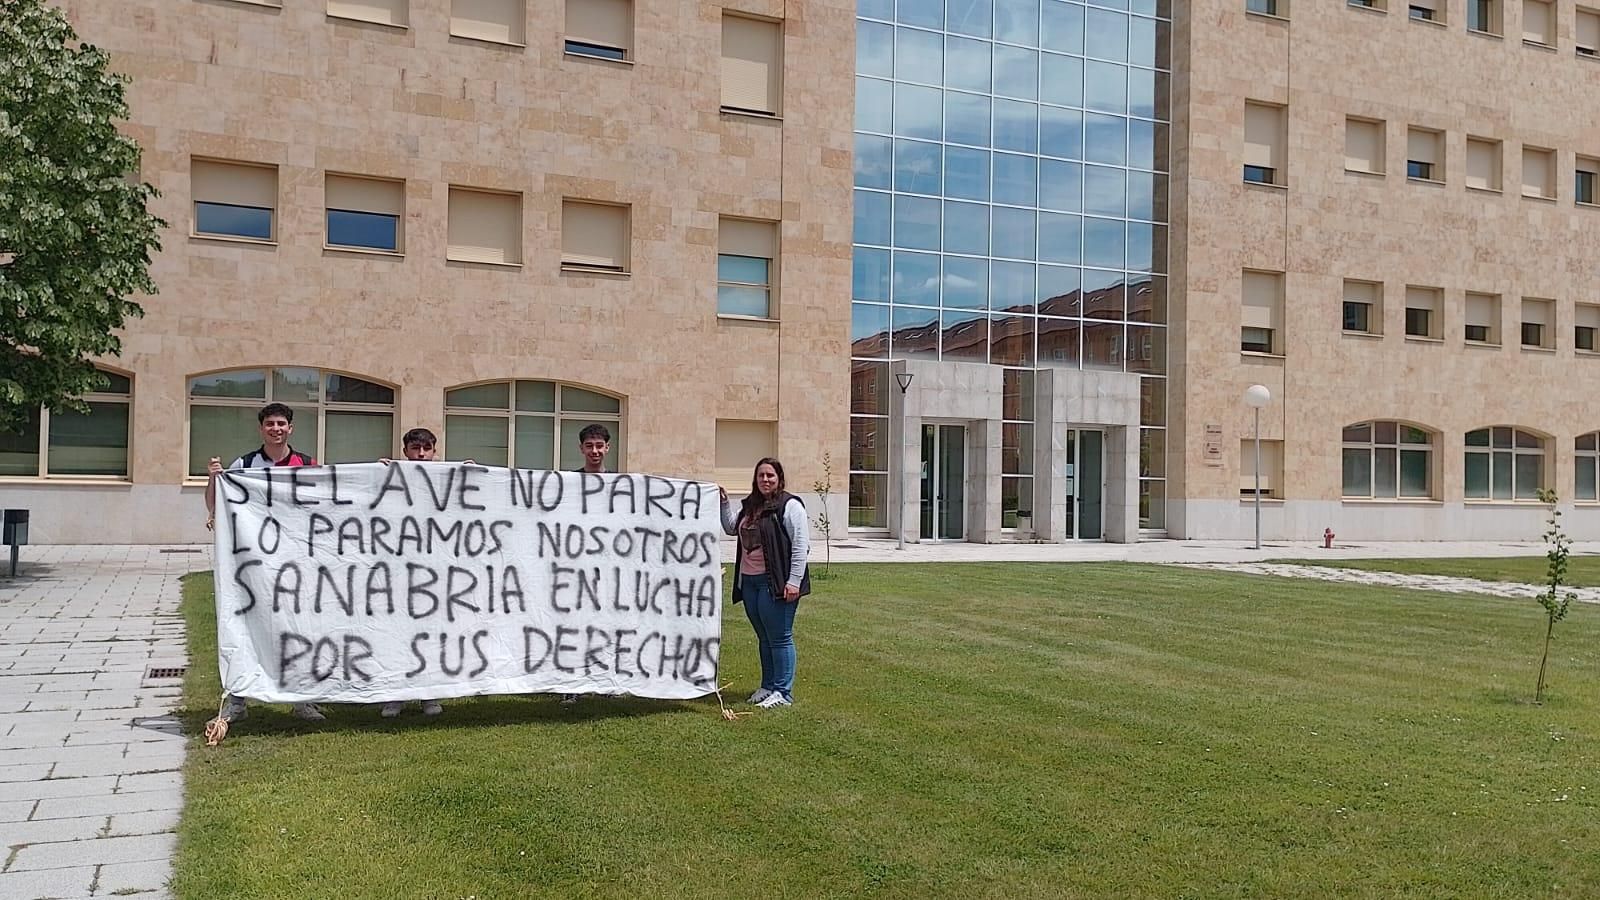 SI EL AVE NO PARA
LO PARAMOS NOSOTROS
SANABRIA EN LUCHA
POR SUS DERECHOS